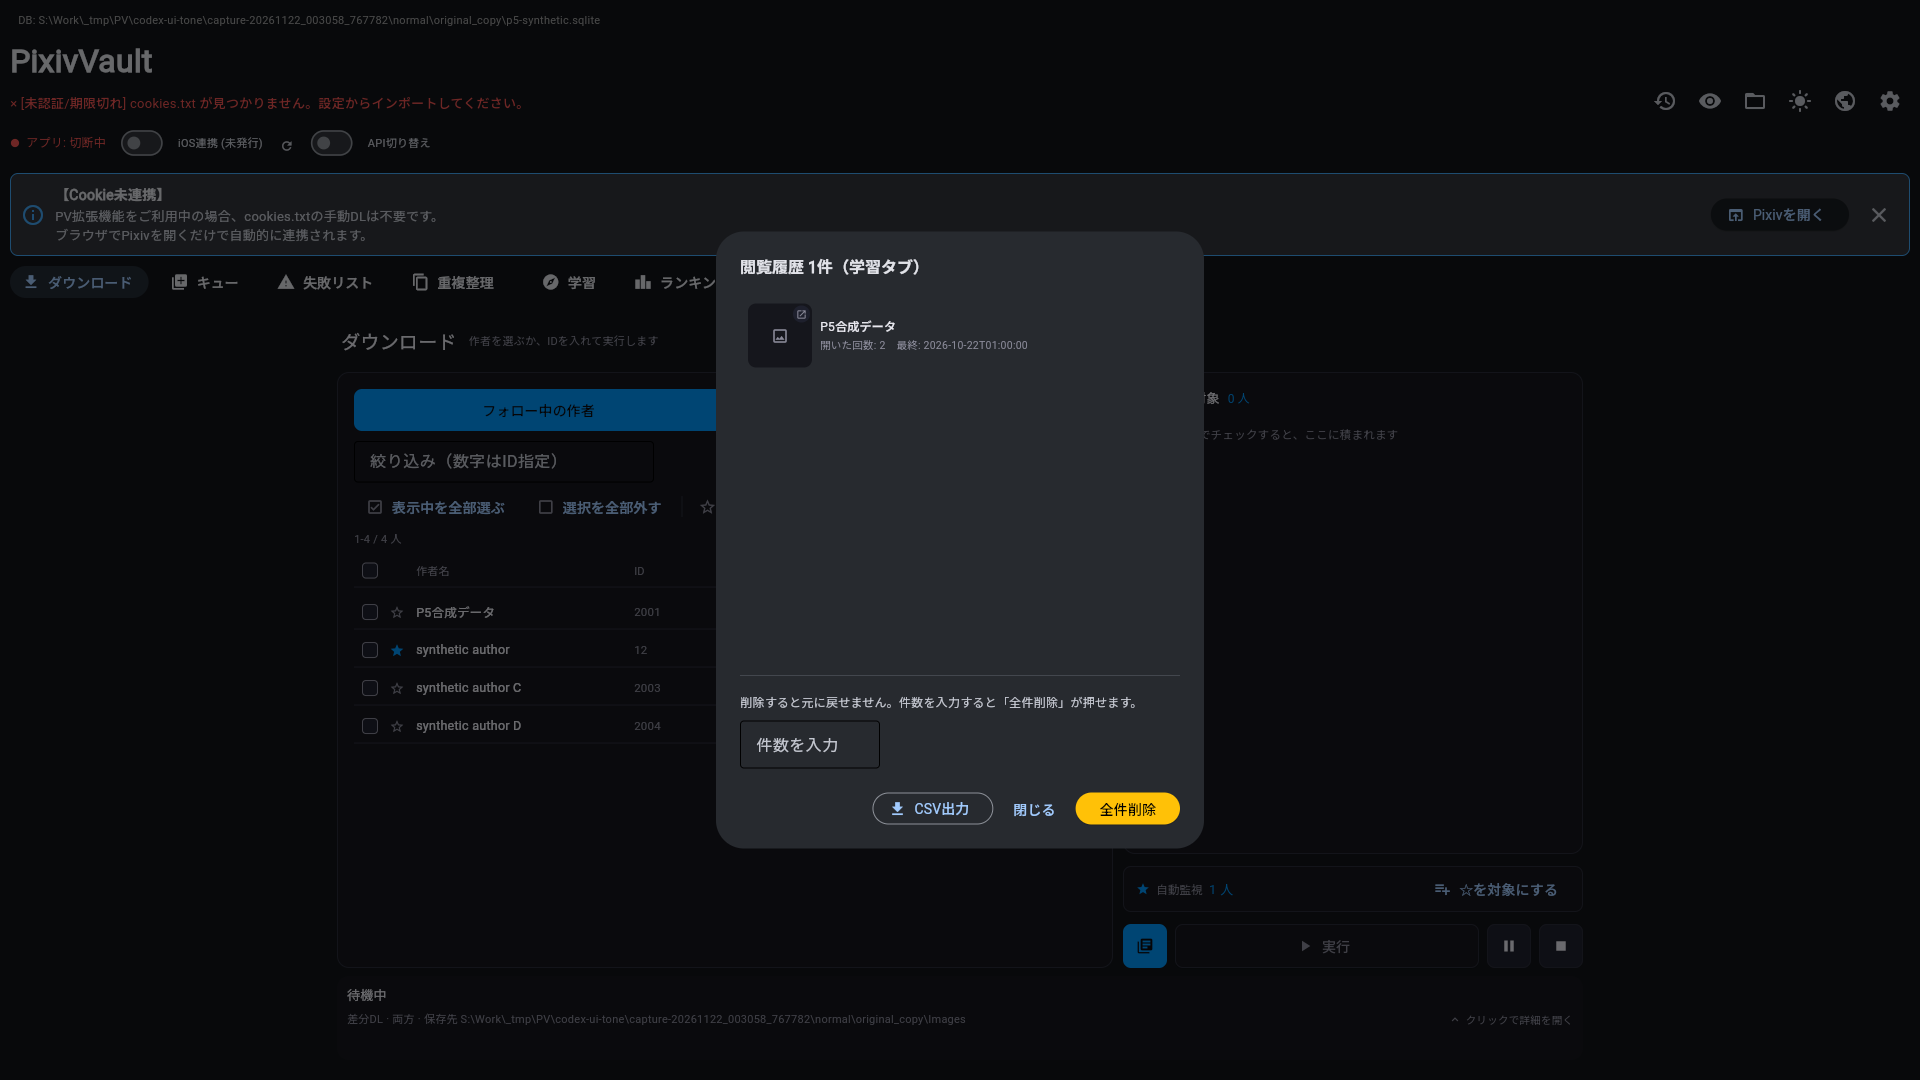 DB: S:\Work\_tmp\PV\codex-ui-tone\capture-20261122_003058_767782\normal\original_copy\p5-synthetic.sqlite
PixivVault
× [未認証/期限切れ] cookies.txt が見つかりません。設定からインポートしてください。
アプリ: 切断中 iOS連携 (未発行) API切り替え
【Cookie未連携】
PV拡張機能をご利用中の場合、cookies.txtの手動DLは不要です。
ブラウザでPixivを開くだけで自動的に連携されます。
Pixivを開く
ダウンロード キュー 失敗リスト 重複整理 学習 ランキン
ダウンロード 作者を選ぶか、IDを入れて実行します
フォロー中の作者
絞り込み（数字はID指定）
表示中を全部選ぶ 選択を全部外す
1-4 / 4 人
作者名 ID
P5合成データ 2001
synthetic author 12
synthetic author C 2003
synthetic author D 2004
閲覧履歴 1件（学習タブ）
P5合成データ
開いた回数: 2 最終: 2026-10-22T01:00:00
削除すると元に戻せません。件数を入力すると「全件削除」が押せます。
件数を入力
CSV出力 閉じる 全件削除
象 0 人
でチェックすると、ここに積まれます
自動監視 1 人 ☆を対象にする
実行
待機中
差分DL · 両方 · 保存先 S:\Work\_tmp\PV\codex-ui-tone\capture-20261122_003058_767782\normal\original_copy\Images
クリックで詳細を開く